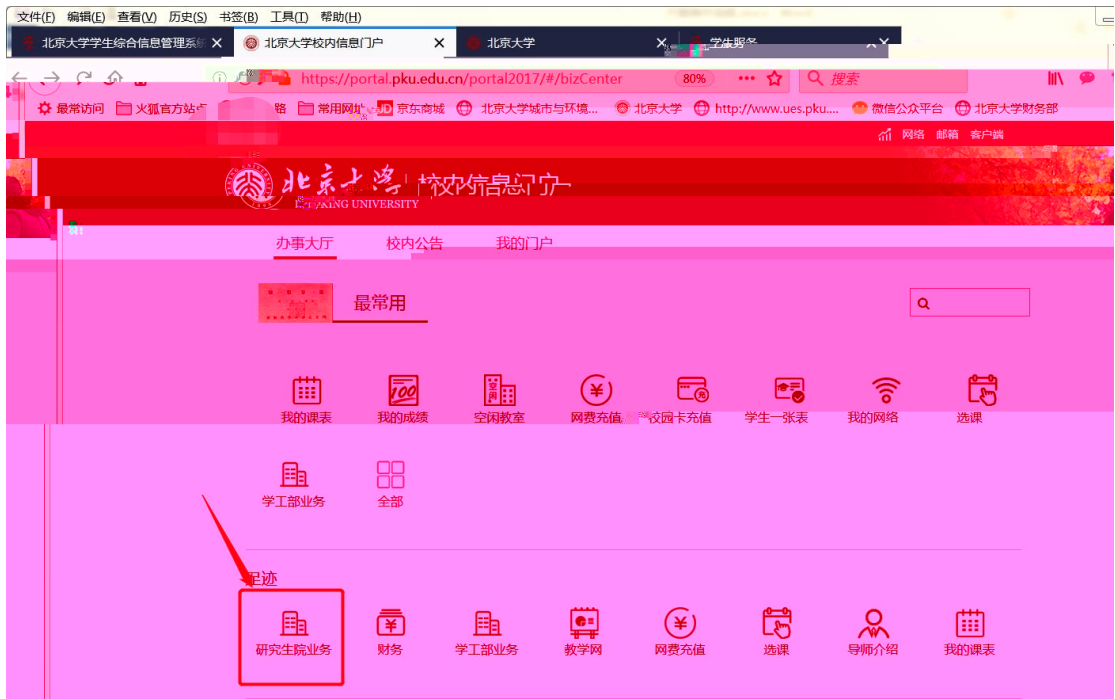 文件(F) 编辑(E) 查看(V) 历史(S) 书签(B) 工具(T) 帮助(H)
北京大学学生综合信息管理系统 北京大学校内信息门户 北京大学 学生服务
https://portal.pku.edu.cn/portal2017/#/bizCenter 80% 搜索
最常访问 火狐官方站点 常用网址 JD 京东商城 北京大学城市与环境... 北京大学 http://www.ues.pku.... 微信公众平台 北京大学财务部
网络 邮箱 客户端
北京大学 校内信息门户
UNIVERSITY
办事大厅 校内公告 我的门户
最常用
100 空闲
我的课表 我的成绩 空闲教室 网费充值 校园卡充值 学生一张表 我的网络 选课
学工部业务 全部
足迹
研究生院业务 财务 学工部业务 教学网 网费充值 选课 导师介绍 我的课表